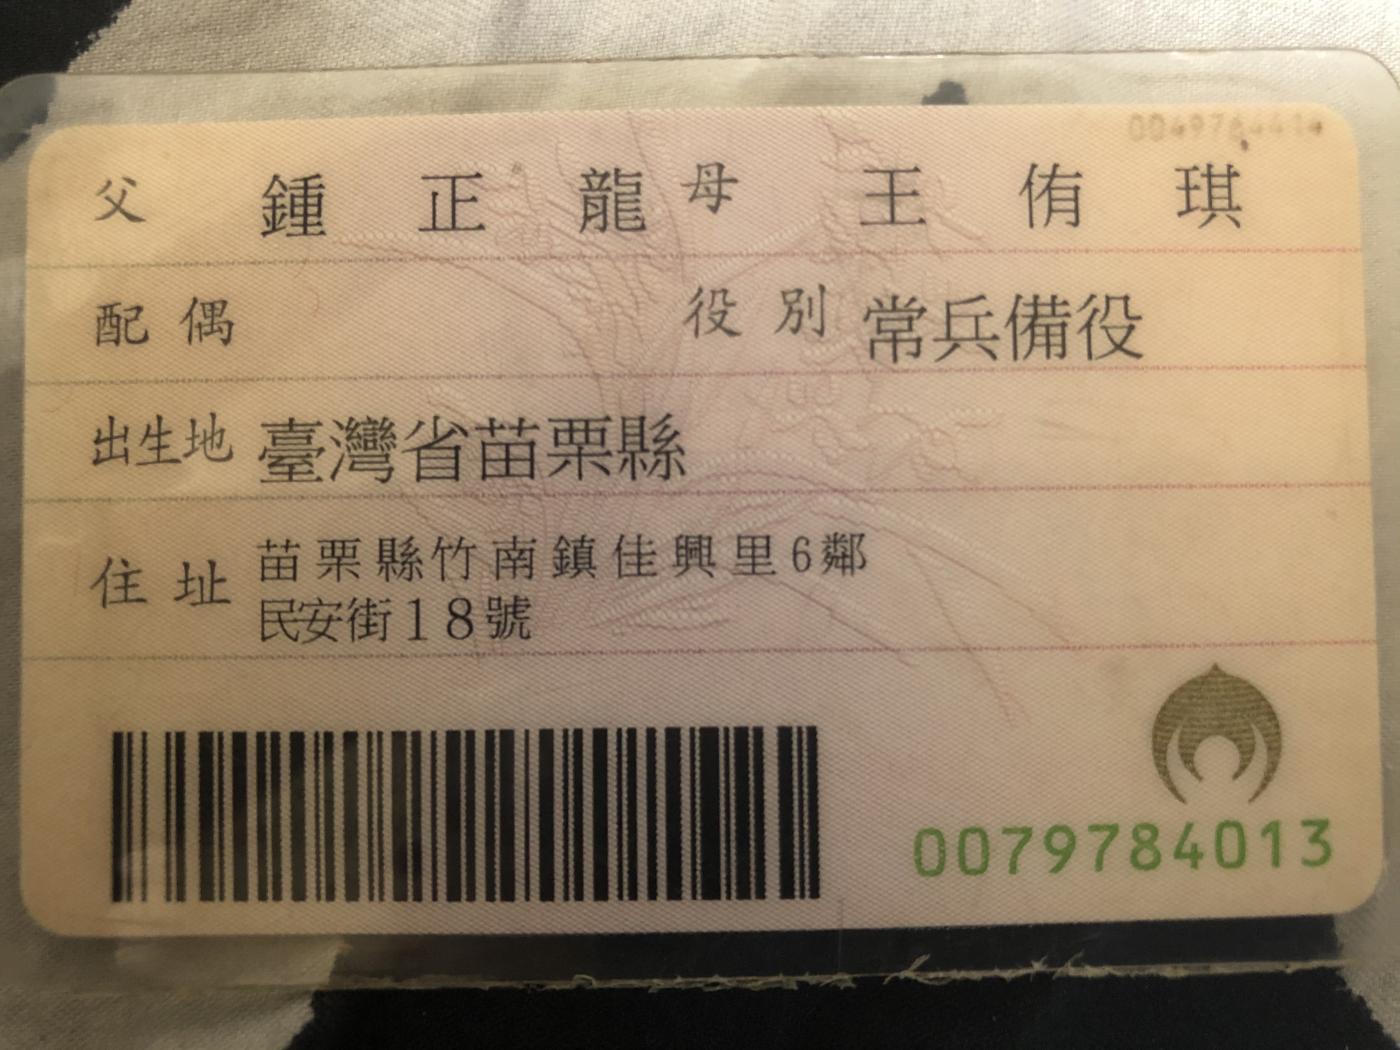 父 鍾正龍 母 王侑琪
配偶 役別 常兵備役
出生地 臺灣省苗栗縣
住址 苗栗縣竹南鎮佳興里6鄰
民安街18號
0079784013